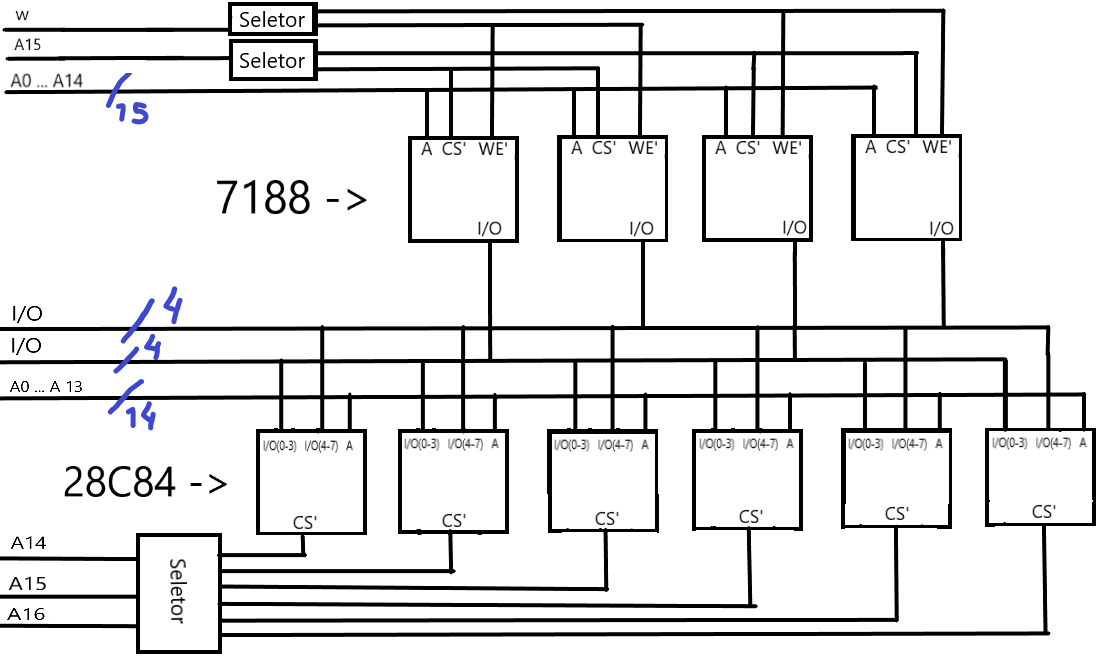 W
Seletor
A15
Seletor
A0 ... A14
15
A CS' WE'
A CS' WE'
A CS' WE'
A CS' WE'
7188 ->
I/O
I/O
I/O
I/O
I/O
4
I/O
4
A0 ... A 13
14
I/O(0-3) I/O(4-7) A
I/O(0-3) I/O(4-7) A
I/O(0-3) I/O(4-7) A
I/O(0-3) I/O(4-7) A
I/O(0-3) I/O(4-7) A
I/O(0-3) I/O(4-7) A
28C84 ->
CS'
CS'
CS'
CS'
CS'
CS'
A14
A15
A16
Seletor